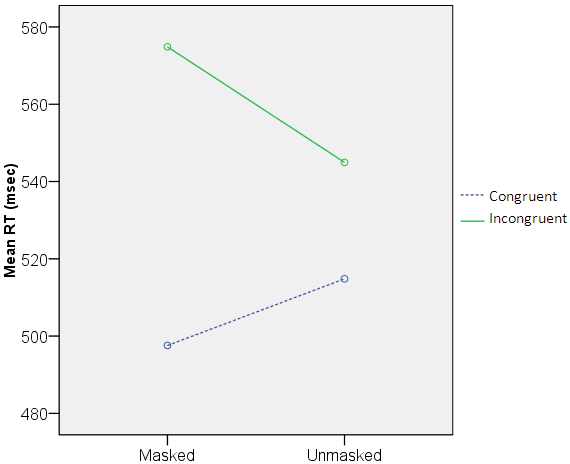 580
560
540
520
500
480
Mean RT (msec)
Masked
Unmasked
Congruent
Incongruent